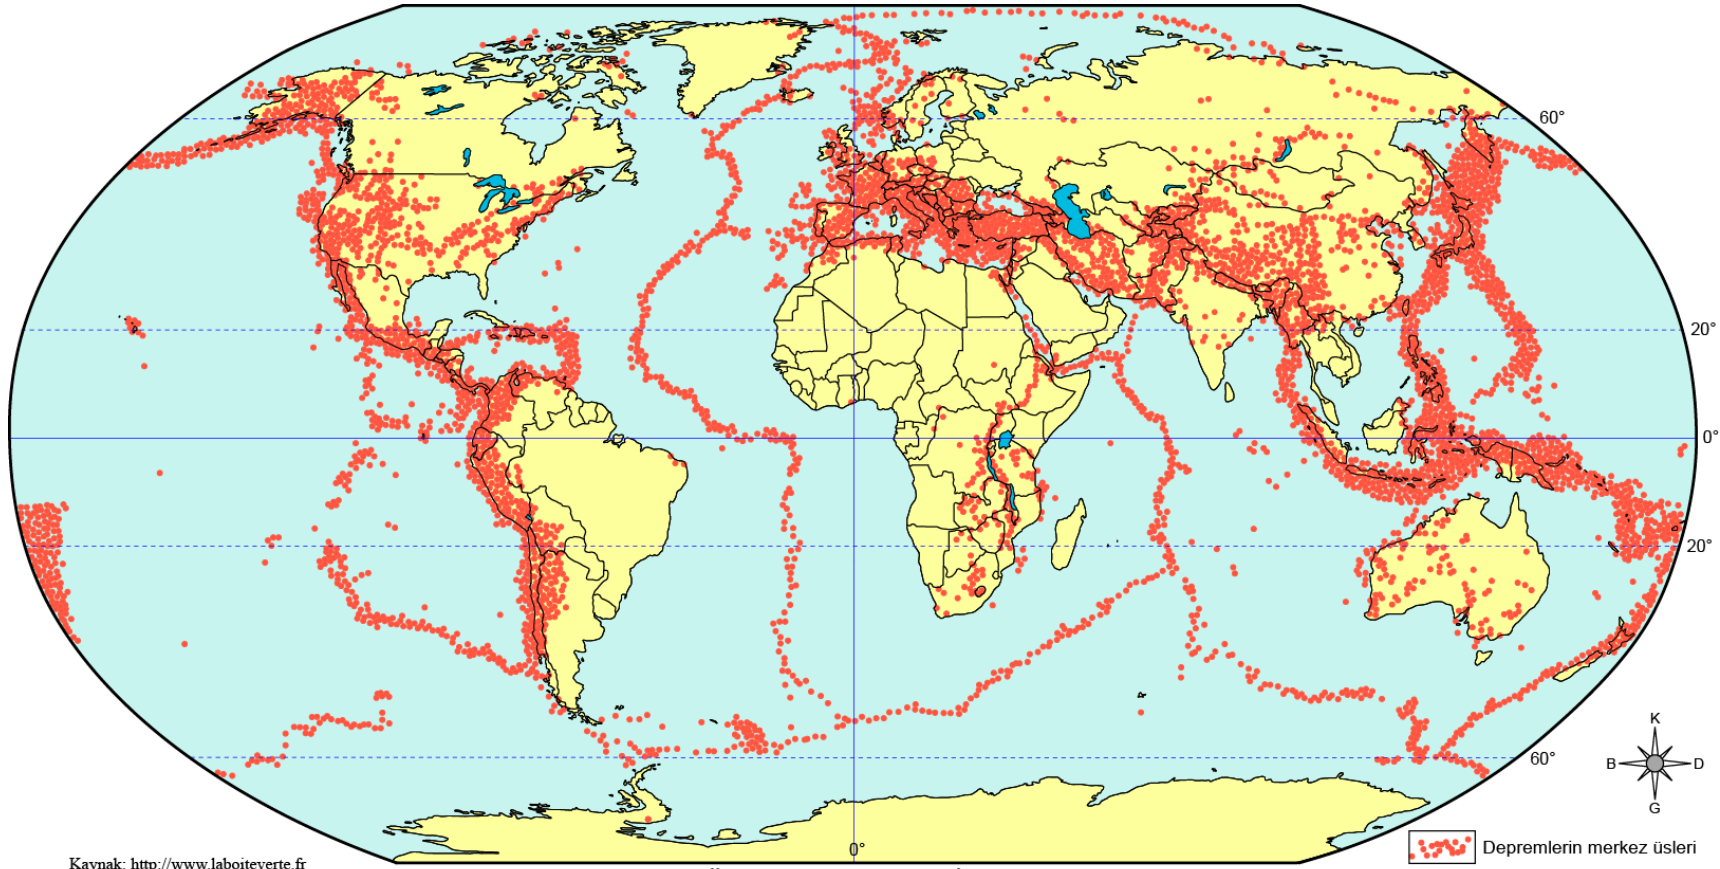 60°
20°
0°
20°
60°
K
B D
G
0°
Depremlerin merkez üsleri
Kaynak: http://www.laboiteverte.fr